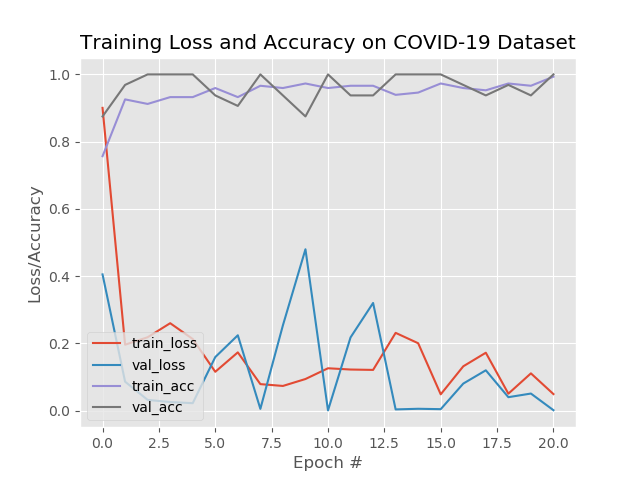 Training Loss and Accuracy on COVID-19 Dataset
1.0
0.8
0.6
0.4
0.2
0.0
Loss/Accuracy
train_loss
val_loss
train_acc
val_acc
0.0 2.5 5.0 7.5 10.0 12.5 15.0 17.5 20.0
Epoch #